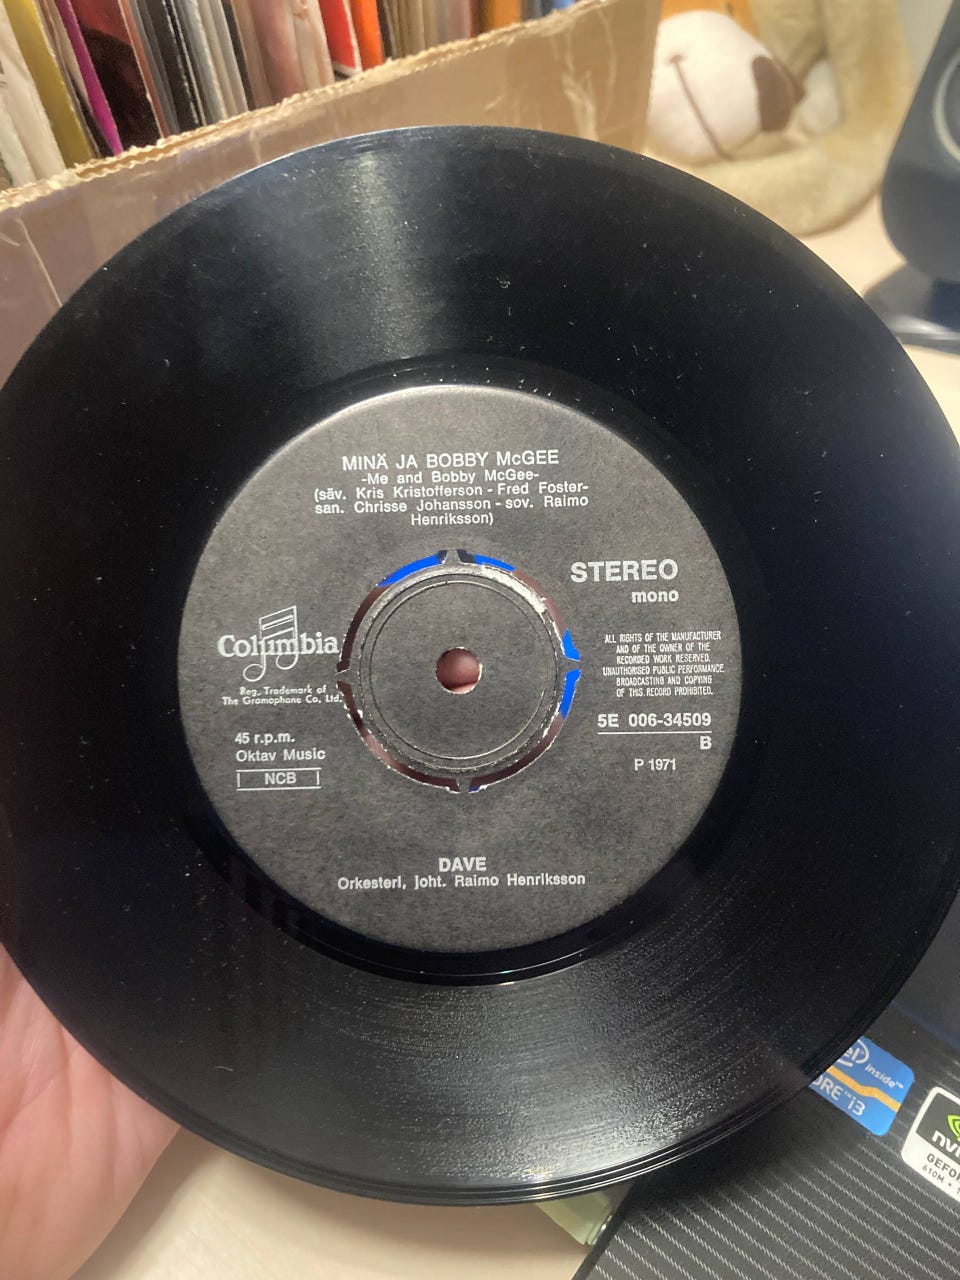 MINÄ JA BOBBY McGEE
-Me and Bobby McGee-
(säv. Kris Kristofferson - Fred Foster-
san. Chrisse Johansson - sov. Raimo
Henriksson)
STEREO
mono
Columbia
Reg. Trademark of
The Gramophone Co. Ltd.
45 r.p.m.
Oktav Music
NCB
ALL RIGHTS OF THE MANUFACTURER
AND OF THE OWNER OF THE
RECORDED WORK RESERVED.
UNAUTHORISED PUBLIC PERFORMANCE.
BROADCASTING AND COPYING
OF THIS RECORD PROHIBITED.
5E 006-34509
B
P 1971
DAVE
Orkesteri, joht. Raimo Henriksson
inside™
i3
610M